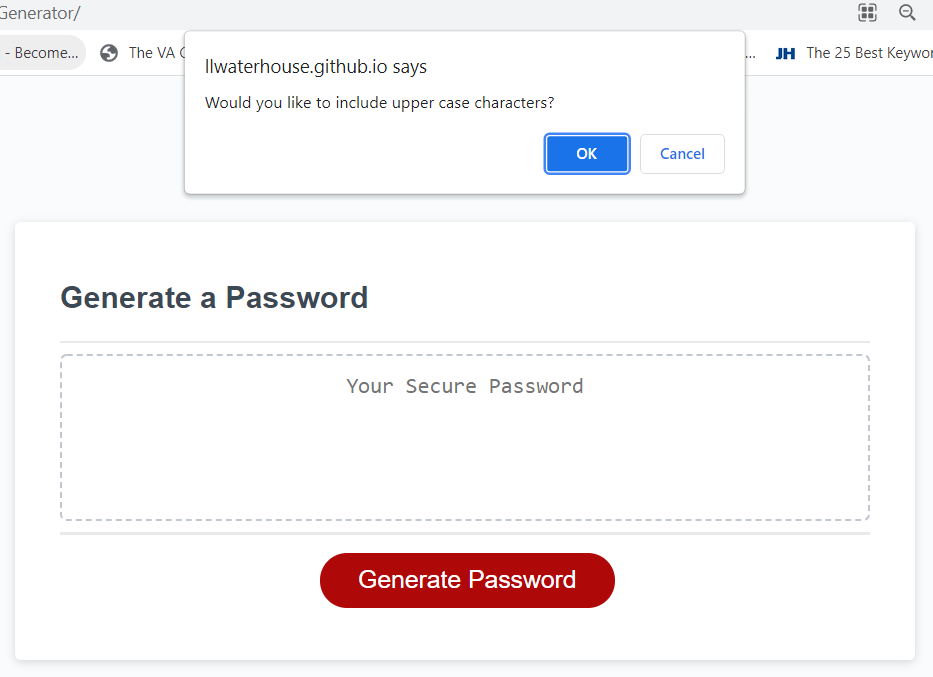 Generator/
- Become...
The VA
...
JH The 25 Best Keywor
llwaterhouse.github.io says
Would you like to include upper case characters?
OK
Cancel
Generate a Password
Your Secure Password
Generate Password